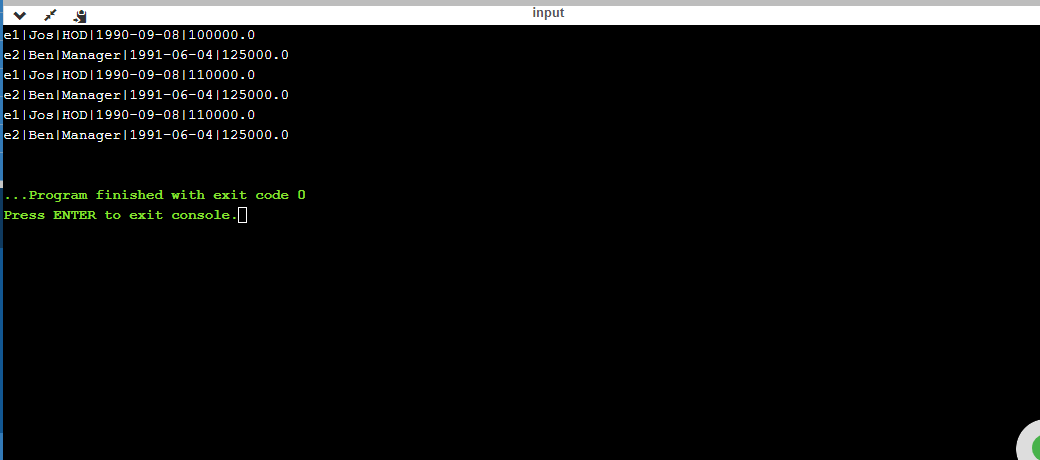 input
e1|Jos|HOD|1990-09-08|100000.0
e2|Ben|Manager|1991-06-04|125000.0
e1|Jos|HOD|1990-09-08|110000.0
e2|Ben|Manager|1991-06-04|125000.0
e1|Jos|HOD|1990-09-08|110000.0
e2|Ben|Manager|1991-06-04|125000.0
...Program finished with exit code 0
Press ENTER to exit console.